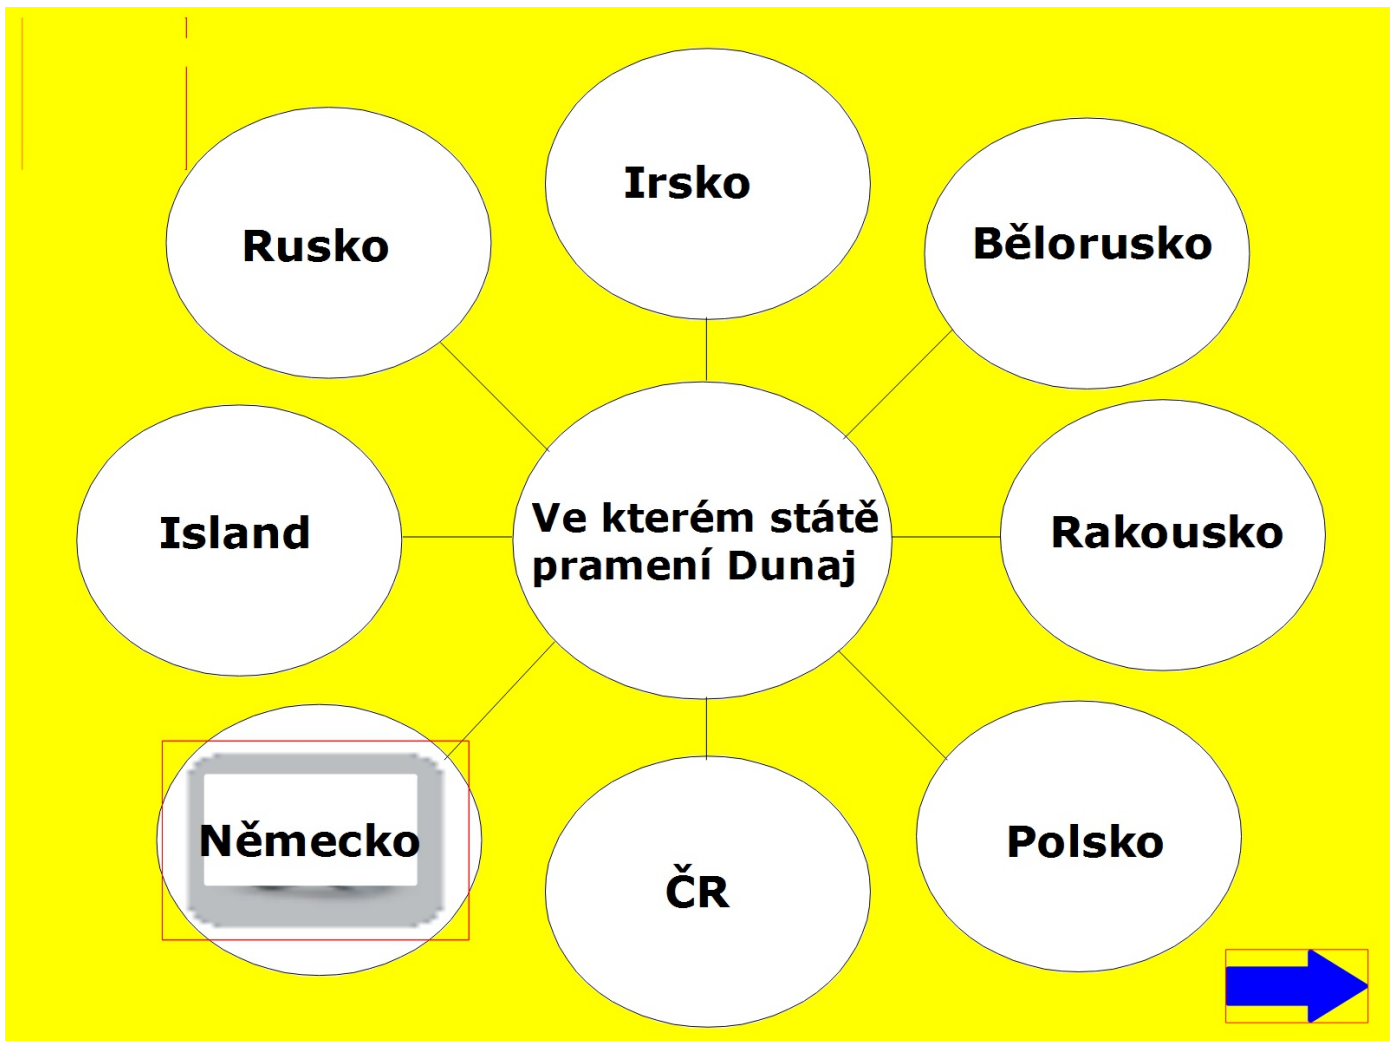 Irsko
Rusko
Bělorusko
Island
Ve kterém státě
pramení Dunaj
Rakousko
Německo
ČR
Polsko